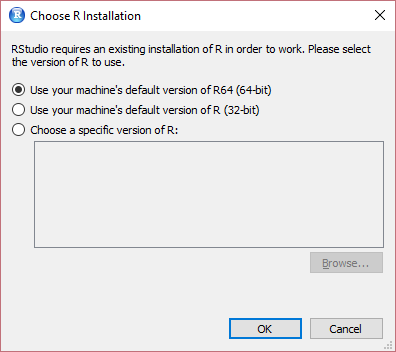 Choose R Installation
RStudio requires an existing installation of R in order to work. Please select
the version of R to use.
Use your machine's default version of R64 (64-bit)
Use your machine's default version of R (32-bit)
Choose a specific version of R:
Browse...
OK
Cancel